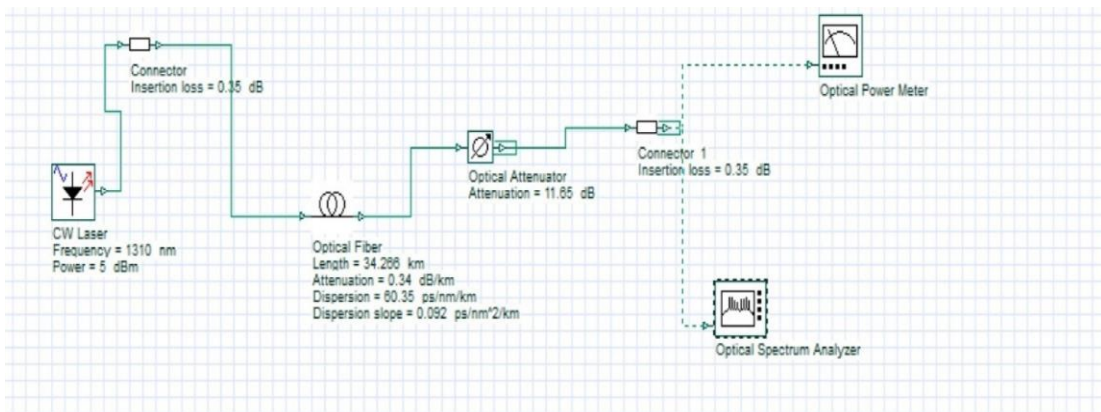 Connector
Insertion loss = 0.35 dB
Optical Power Meter
Connector 1
Insertion loss = 0.35 dB
Optical Attenuator
Attenuation = 11.65 dB
CW Laser
Frequency = 1310 nm
Power = 5 dBm
Optical Fiber
Length = 34.266 km
Attenuation = 0.34 dB/km
Dispersion = 60.35 ps/nm/km
Dispersion slope = 0.092 ps/nm^2/km
Optical Spectrum Analyzer